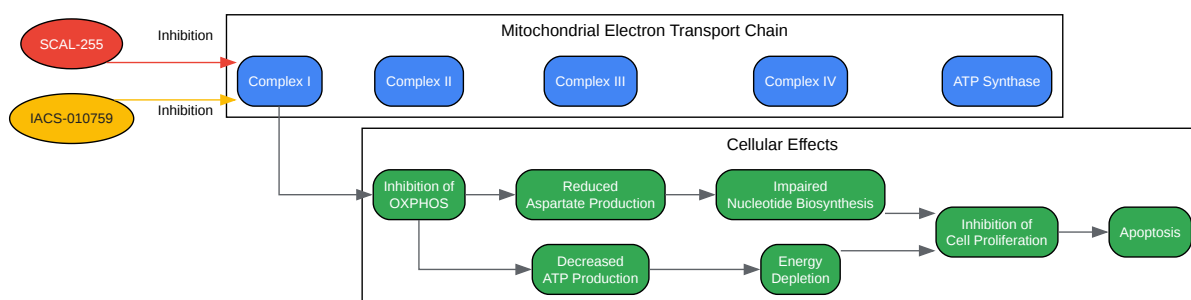 Mitochondrial Electron Transport Chain
SCAL-255
Inhibition
Complex I
Complex II
Complex III
Complex IV
ATP Synthase
IACS-010759
Inhibition
Cellular Effects
Inhibition of
OXPHOS
Reduced
Aspartate Production
Impaired
Nucleotide Biosynthesis
Decreased
ATP Production
Energy
Depletion
Inhibition of
Cell Proliferation
Apoptosis